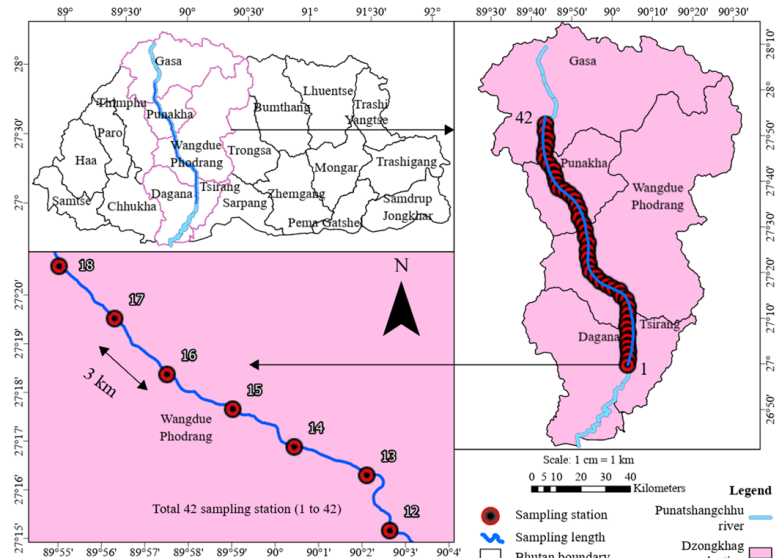 89° 89°30' 90° 90°30' 91° 91°30' 92°
28°
27°30'
27°
Gasa
Thimphu
Punakha
Paro
Haa
Wangdue
Phodrang
Dagana
Tsirang
Samtse
Chhukha
Sarpang
Trongsa
Bumthang
Lhuentse
Trashi
Yangtse
Mongar
Trashigang
Zhemgang
Samdrup
Jongkhar
Pema Gatshel
89°30' 89°40' 89°50' 90° 90°10' 90°20' 90°30'
28°10'
28°
27°50'
27°40'
27°30'
27°20'
27°10'
27°
26°50'
Gasa
42
Punakha
Wangdue
Phodrang
Tsirang
Dagana
1
N
18
17
16
15
14
13
12
3 km
Wangdue
Phodrang
Total 42 sampling station (1 to 42)
27°20'
27°19'
27°18'
27°17'
27°16'
27°15'
89°55' 89°56' 89°57' 89°58' 89°59' 90° 90°1' 90°2' 90°3' 90°4'
Scale: 1 cm = 1 km
0 5 10 20 30 40
Kilometers
Legend
Sampling station
Sampling length
Bhutan boundary
Punatshangchhu
river
Dzongkhag